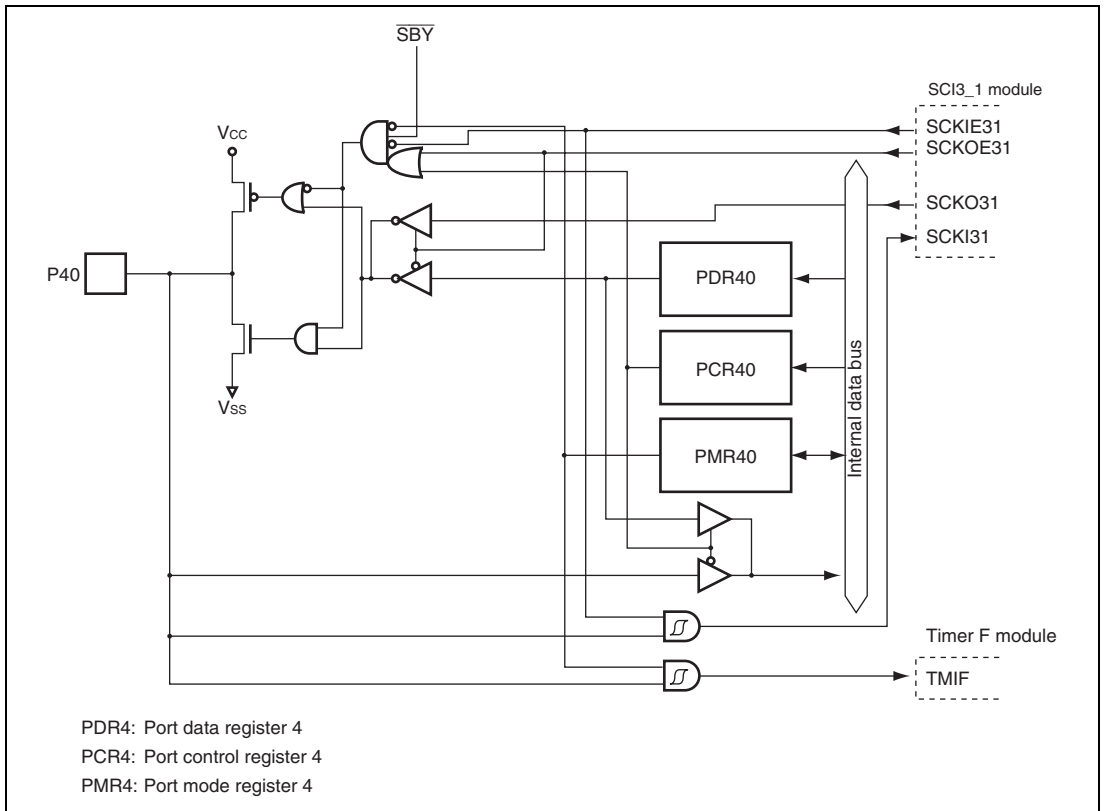 SBY
SCI3_1 module
VCC
SCKIE31
SCKOE31
SCKO31
SCKI31
P40
PDR40
PCR40
PMR40
VSS
Internal data bus
Timer F module
TMIF
PDR4: Port data register 4
PCR4: Port control register 4
PMR4: Port mode register 4